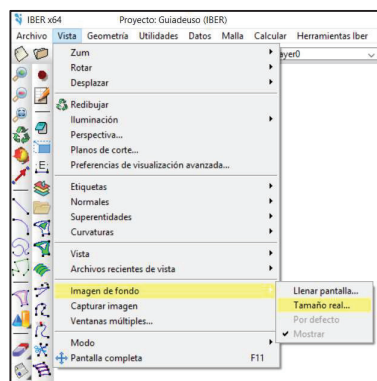 IBER x64 Proyecto: Guiadeuso (IBER)
Archivo Vista Geometría Utilidades Datos Malla Calcular Herramientas Iber
Zum
ayer0
Rotar
Desplazar
Redibujar
Iluminación
Perspectiva...
Planos de corte...
Preferencias de visualización avanzada...
Etiquetas
Normales
Superentidades
Curvaturas
Vista
Archivos recientes de vista
Imagen de fondo
Llenar pantalla...
Capturar imagen
Tamaño real...
Ventanas múltiples...
Por defecto
Modo
✓ Mostrar
Pantalla completa F11